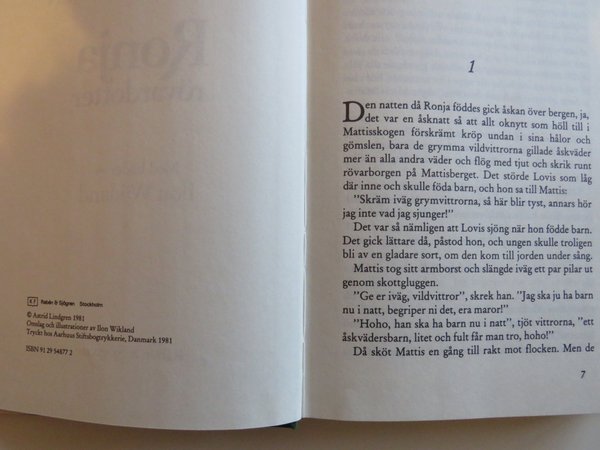 Ronja
rövardotter
R&S Rabén & Sjögren Stockholm
© Astrid Lindgren 1981
Omslag och illustrationer av Ilon Wikland
Tryckt hos Aarhuus Stiftsbogtrykkerie, Danmark 1981
ISBN 91 29 54877 2
1
Den natten då Ronja föddes gick åskan över bergen, ja,
det var en åsknatt så att allt oknytt som höll till i
Mattisskogen förskrämt kröp undan i sina hålor och
gömslen, bara de grymma vildvittrorna gillade åskväder
mer än alla andra väder och flög med tjut och skrik runt
rövarborgen på Mattisberget. Det störde Lovis som låg
där inne och skulle föda barn, och hon sa till Mattis:
”Skräm iväg grymvittrorna, så här blir tyst, annars hör
jag inte vad jag sjunger!”
Det var så nämligen att Lovis sjöng när hon födde barn.
Det gick lättare då, påstod hon, och ungen skulle troligen
bli av en gladare sort, om den kom till jorden under sång.
Mattis tog sitt armborst och slängde iväg ett par pilar ut
genom skottgluggen.
”Ge er iväg, vildvittror”, skrek han. ”Jag ska ju ha barn
nu i natt, begriper ni det, era maror!”
”Hoho, han ska ha barn nu i natt”, tjöt vittrorna, ”ett
åskvädersbarn, litet och fult får man tro, hoho!”
Då sköt Mattis en gång till rakt mot flocken. Men de
7